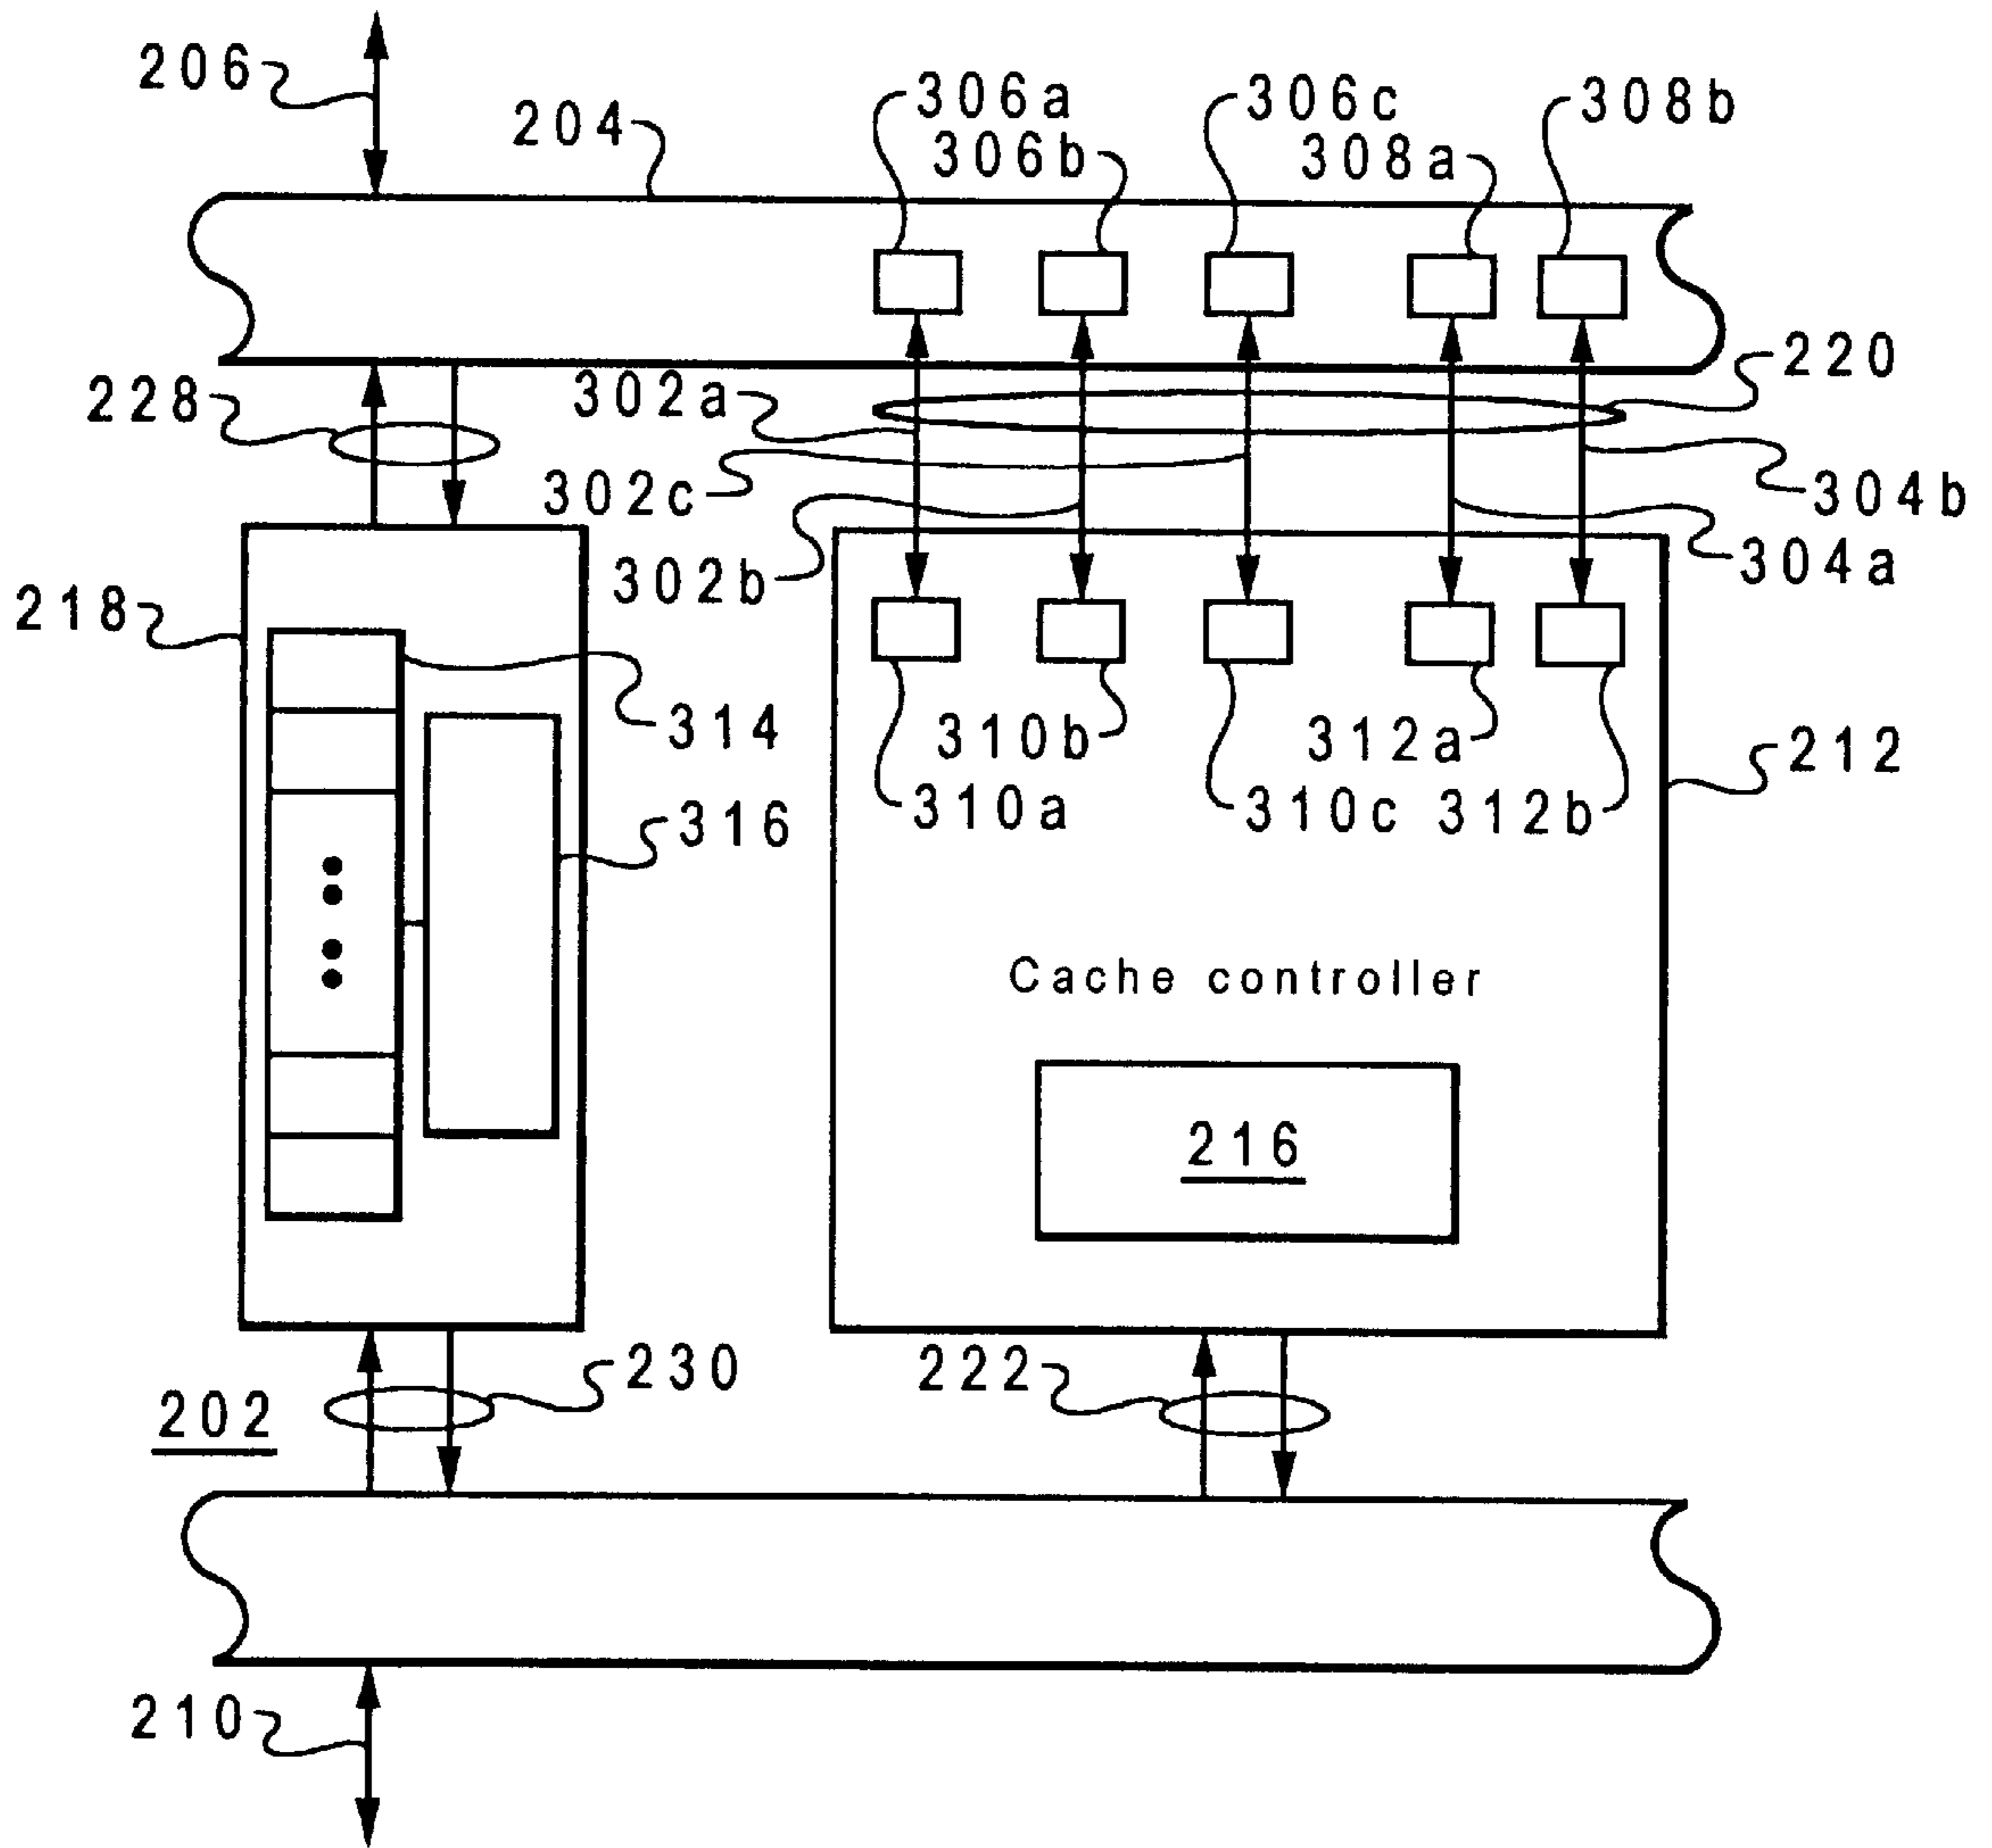 206
204
306a
306c
308b
306b
308a
220
228
302a
302c
304b
302b
304a
218
314
310b
312a
212
310a
310c
312b
316
Cache controller
216
230
222
202
210